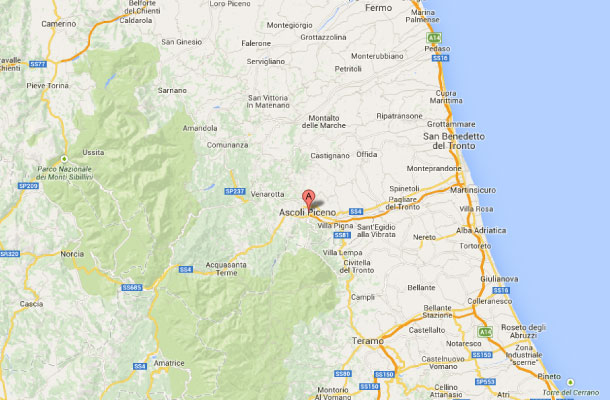 Belforte
del Chienti
Caldarola
Loro Piceno
Fermo
Marina
Palmense
Camerino
Montegiorgio
Grottazzolina
A14
Pedaso
SS16
San Ginesio
Falerone
Monterubbiano
SS77
Servigliano
Petritoli
Pieve Torina
Sarnano
San Vittoria
in Matenano
Cupra
Marittima
Montalto
delle Marche
Ripatransone
Grottammare
Amandola
San Benedetto
del Tronto
Ussita
Comunanza
Castignano
Offida
Parco Nazionale
dei Monti Sibillini
Monteprandone
SP209
SP237
Venarotta
Spinetoli
Martinsicuro
A
Pagliare
del Tronto
Ascoli Piceno
SS4
Villa Rosa
Villa Pigna
Sant'Egidio
alla Vibrata
SS81
Nereto
Alba Adriatica
Tortoreto
SS320
Norcia
Villa Lempa
SS4
Acquasanta
Terme
Civitella
del Tronto
Giulianova
SS685
Campli
Bellante
SS16
Cascia
Bellante
Stazione
Colleranesco
Castellalto
A14
Roseto degli
Abruzzi
Teramo
Notaresco
Zona
Industriale
"scerne"
Amatrice
Castelnuovo
Vomano
SS150
SS80
SS150
Cellino
Attanasio
SP553
Pineto
Montorio
Al Vomano
Torre del Cerrano